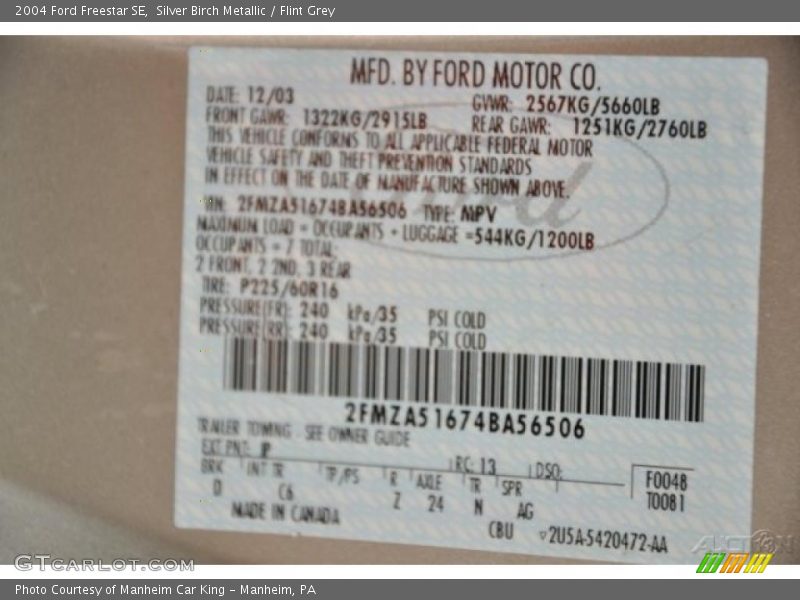 2004 Ford Freestar SE,  Silver Birch Metallic / Flint Grey
MFD. BY FORD MOTOR CO.
DATE: 12/03
GVWR: 2567KG/5660LB
FRONT GAWR: 1322KG/2915LB
REAR GAWR: 1251KG/2760LB
THIS VEHICLE CONFORMS TO ALL APPLICABLE FEDERAL MOTOR
VEHICLE SAFETY AND THEFT PREVENTION STANDARDS
IN EFFECT ON THE DATE OF MANUFACTURE SHOWN ABOVE.
VIN: 2FMZA51674BA56506 TYPE: MPV
MAXIMUM LOAD = OCCUPANTS + LUGGAGE =544KG/1200LB
OCCUPANTS = 7 TOTAL:
2 FRONT, 2 2ND, 3 REAR
TIRE: P225/60R16
PRESSURE(FR): 240 kPa/35 PSI COLD
PRESSURE(RR): 240 kPa/35 PSI COLD
2FMZA51674BA56506
TRAILER TOWING - SEE OWNER GUIDE
EXT PNT: P RC: 13 DSO:
F0048
T0081
BRK INT TR TP/PS R AXLE TR SPR
D C6 Z 24 N AG
MADE IN CANADA
CBU ▿2U5A-5420472-AA
GTCarLot.com
Photo Courtesy of Manheim Car King - Manheim, PA